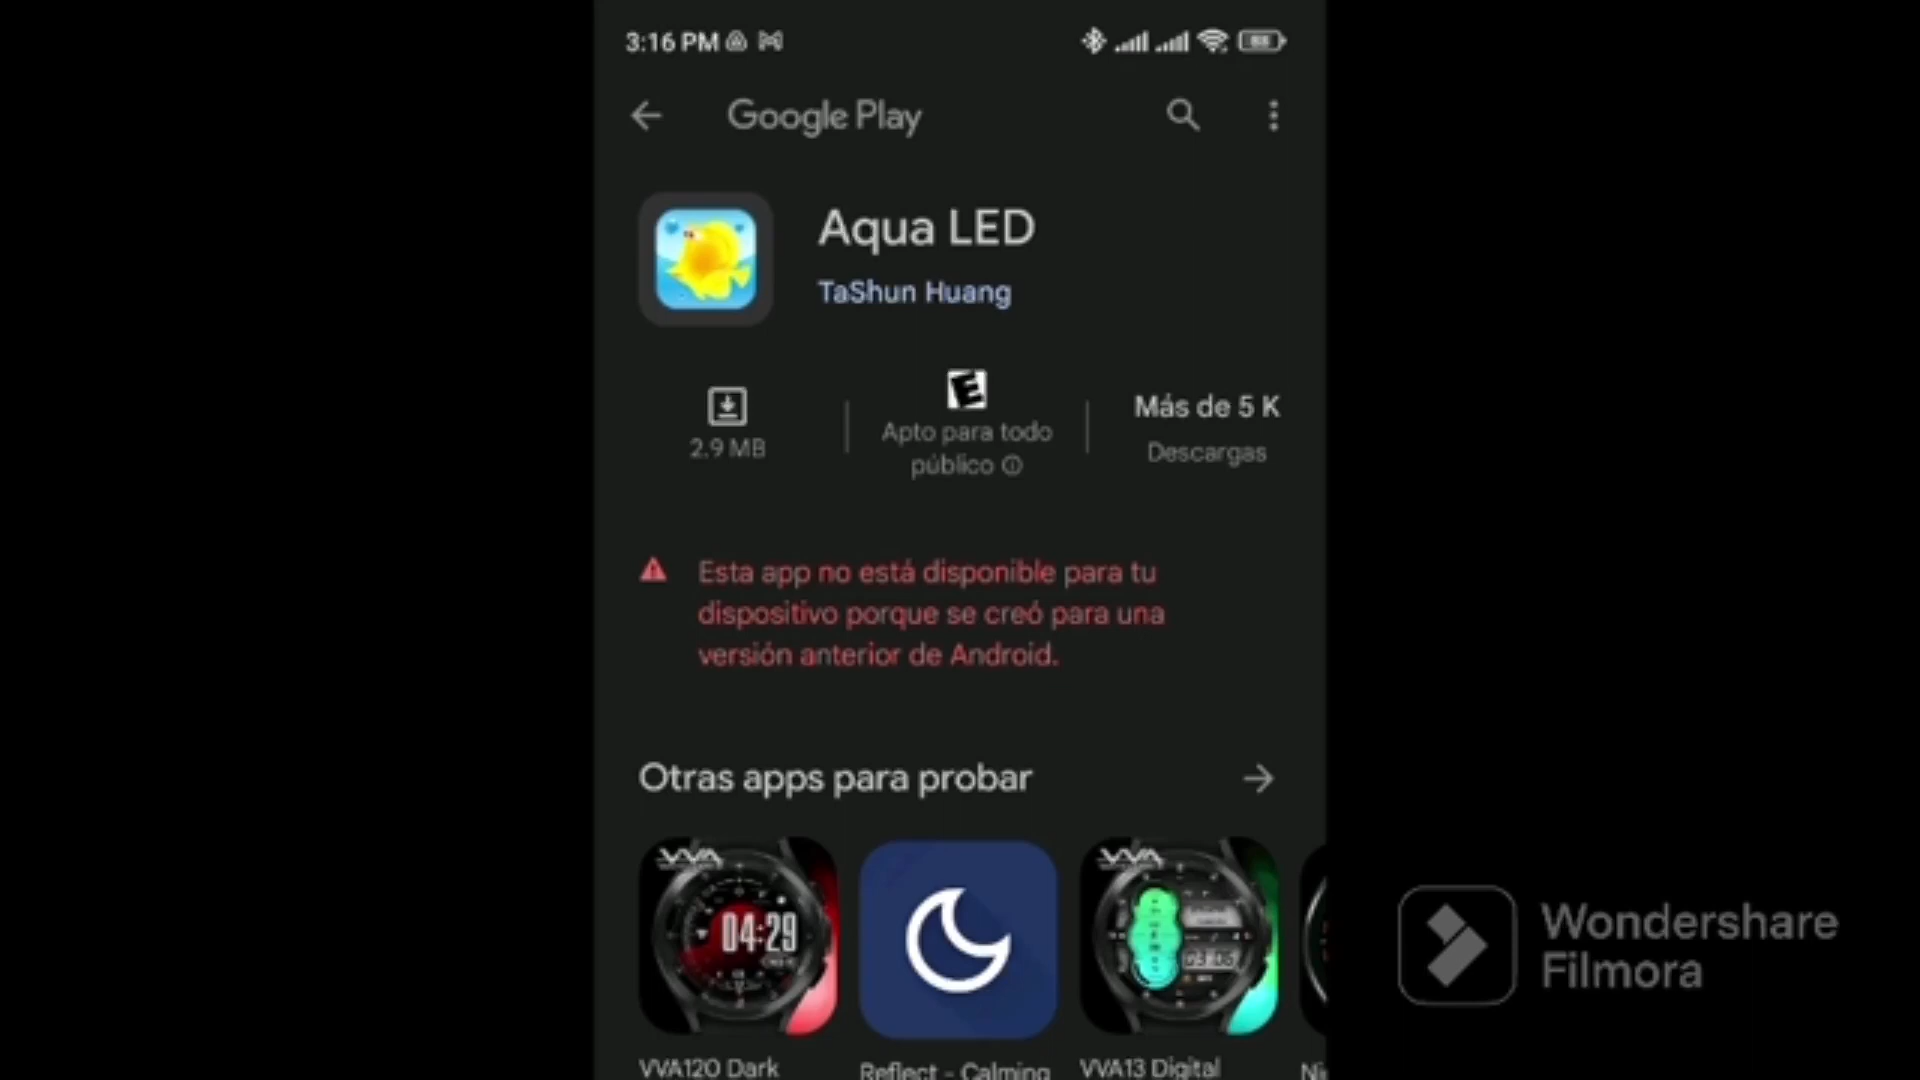 3:16 PM
Google Play
Aqua LED
TaShun Huang
2.9 MB
E
Apto para todo
público
Más de 5 K
Descargas
Esta app no está disponible para tu
dispositivo porque se creó para una
versión anterior de Android.
Otras apps para probar
VVA
04:29
VVA
VVA120 Dark
Reflect - Calming
VVA13 Digital
Wondershare
Filmora